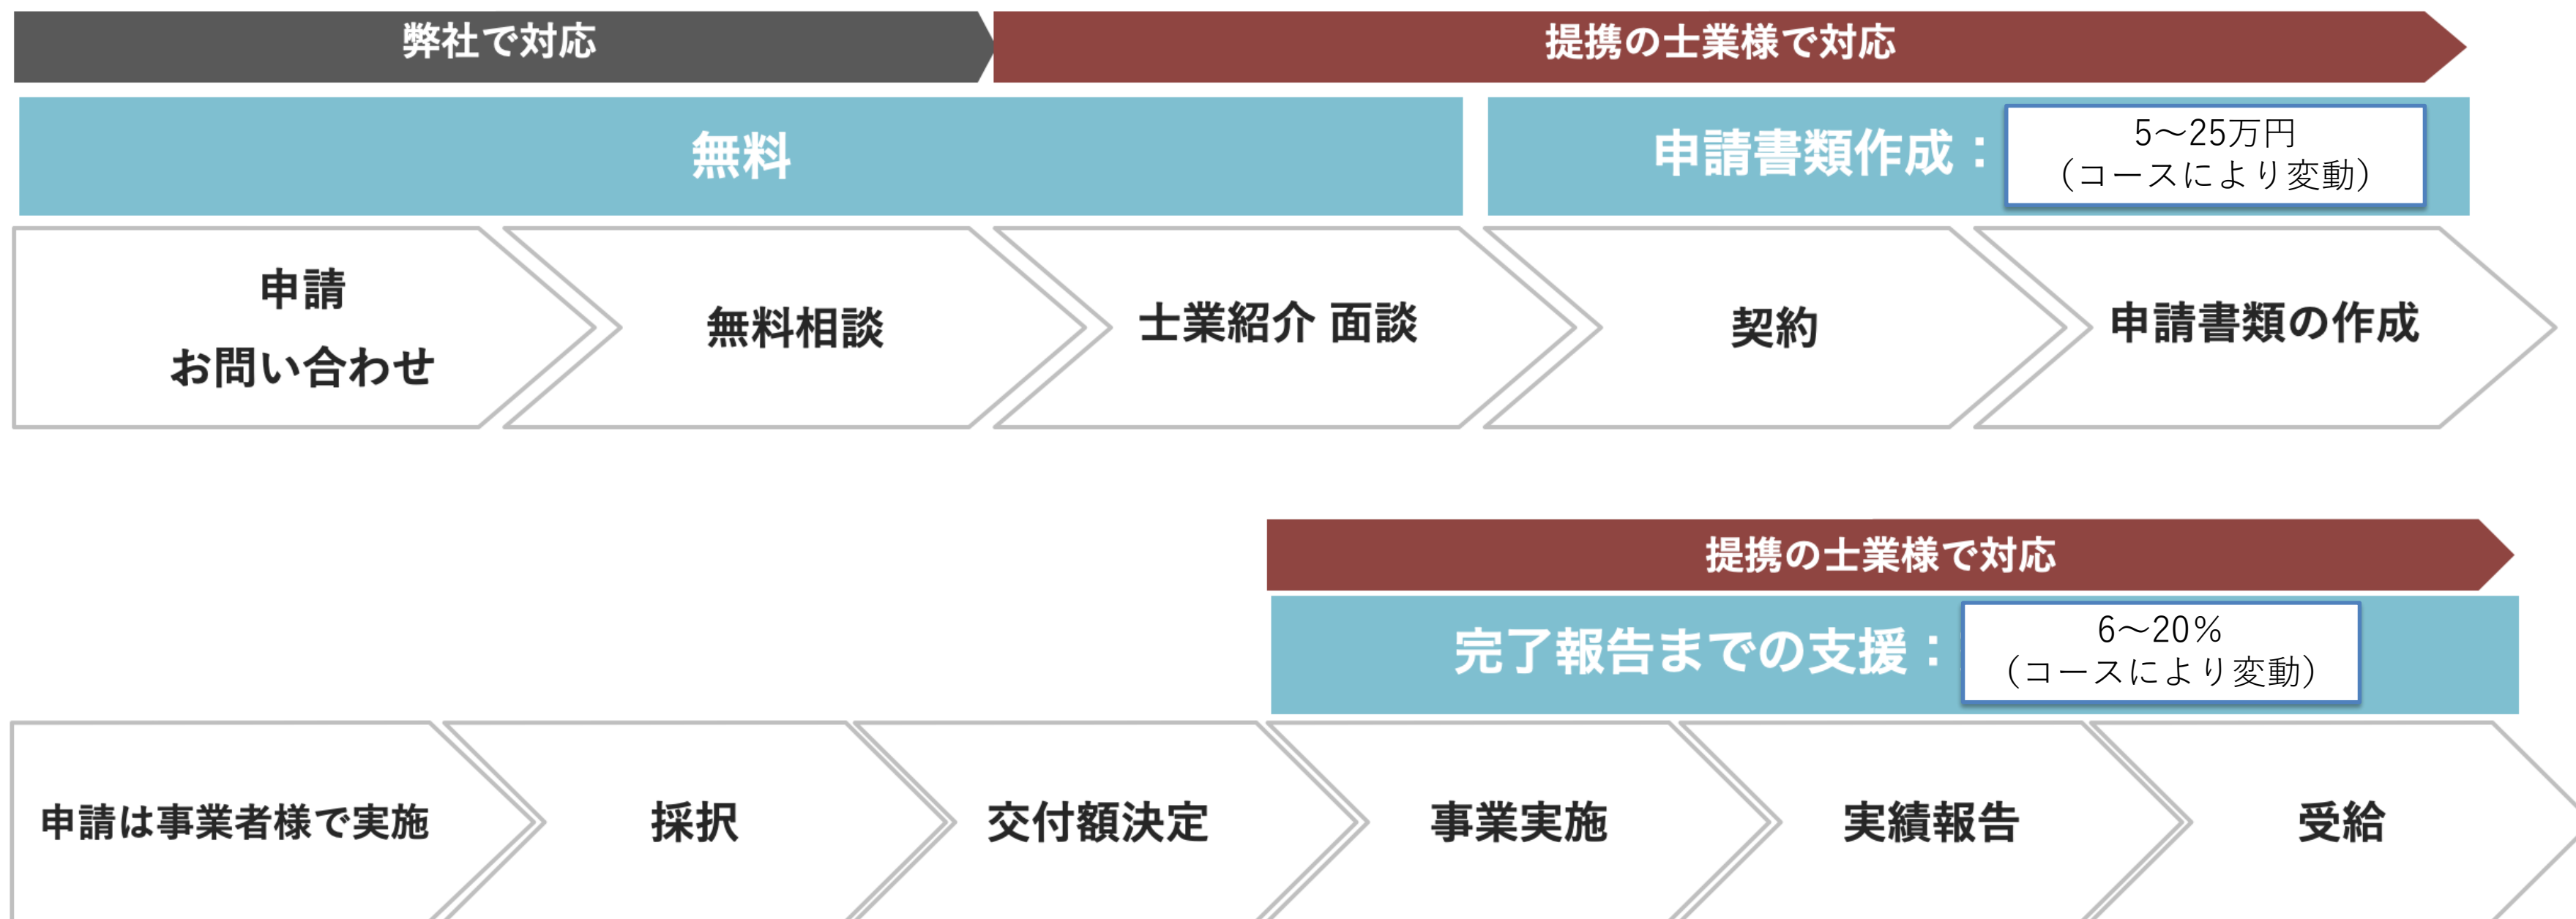 弊社で対応
提携の士業様で対応
無料
申請書類作成：
5～25万円
（コースにより変動）
申請
お問い合わせ
無料相談
士業紹介 面談
契約
申請書類の作成
提携の士業様で対応
完了報告までの支援：
6～20%
（コースにより変動）
申請は事業者様で実施
採択
交付額決定
事業実施
実績報告
受給